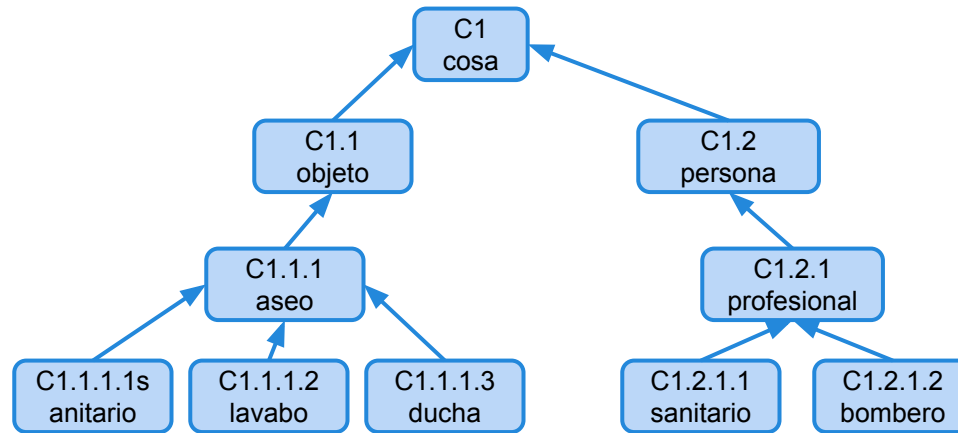 C1
cosa
C1.1
objeto
C1.2
persona
C1.1.1
aseo
C1.2.1
profesional
C1.1.1.1s
anitario
C1.1.1.2
lavabo
C1.1.1.3
ducha
C1.2.1.1
sanitario
C1.2.1.2
bombero